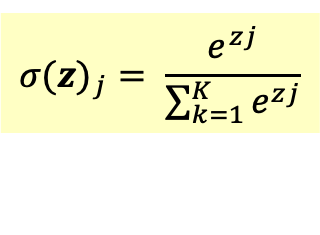 σ(z)ⱼ = e^{zj} / ∑_{k=1}^{K} e^{zj}